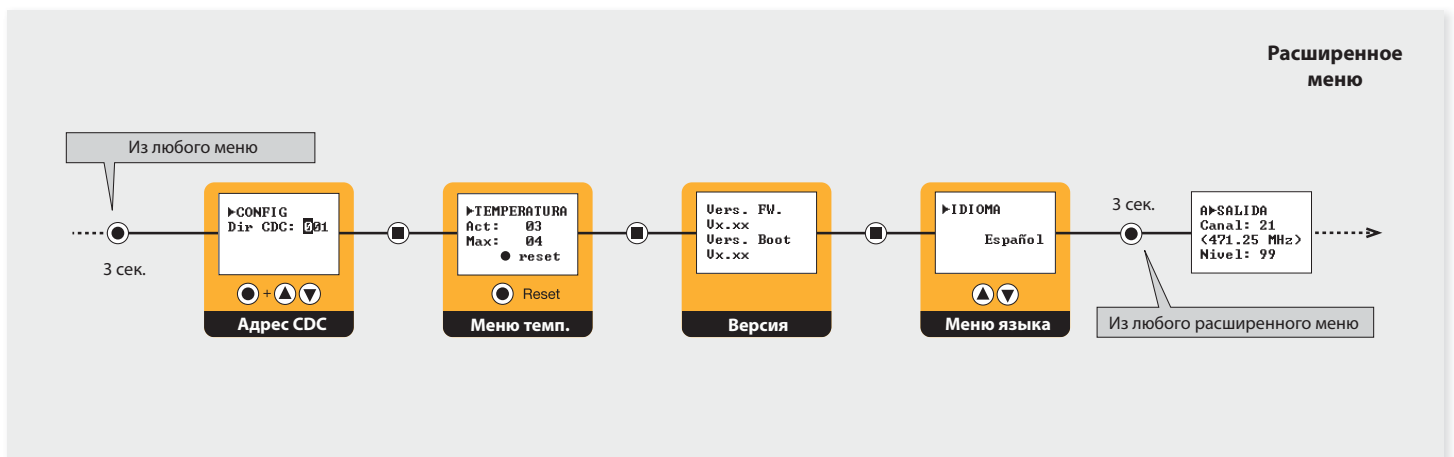 Расширенное
меню
Из любого меню
3 сек.
▶CONFIG
Dir CDC: 001
+
Адрес CDC
▶TEMPERATURA
Act: 03
Max: 04
● reset
Reset
Меню темп.
Vers. FW.
Vx.xx
Vers. Boot
Vx.xx
Версия
▶IDIOMA
Español
Меню языка
3 сек.
Из любого расширенного меню
A▶SALIDA
Canal: 21
(471.25 MHz)
Nivel: 99